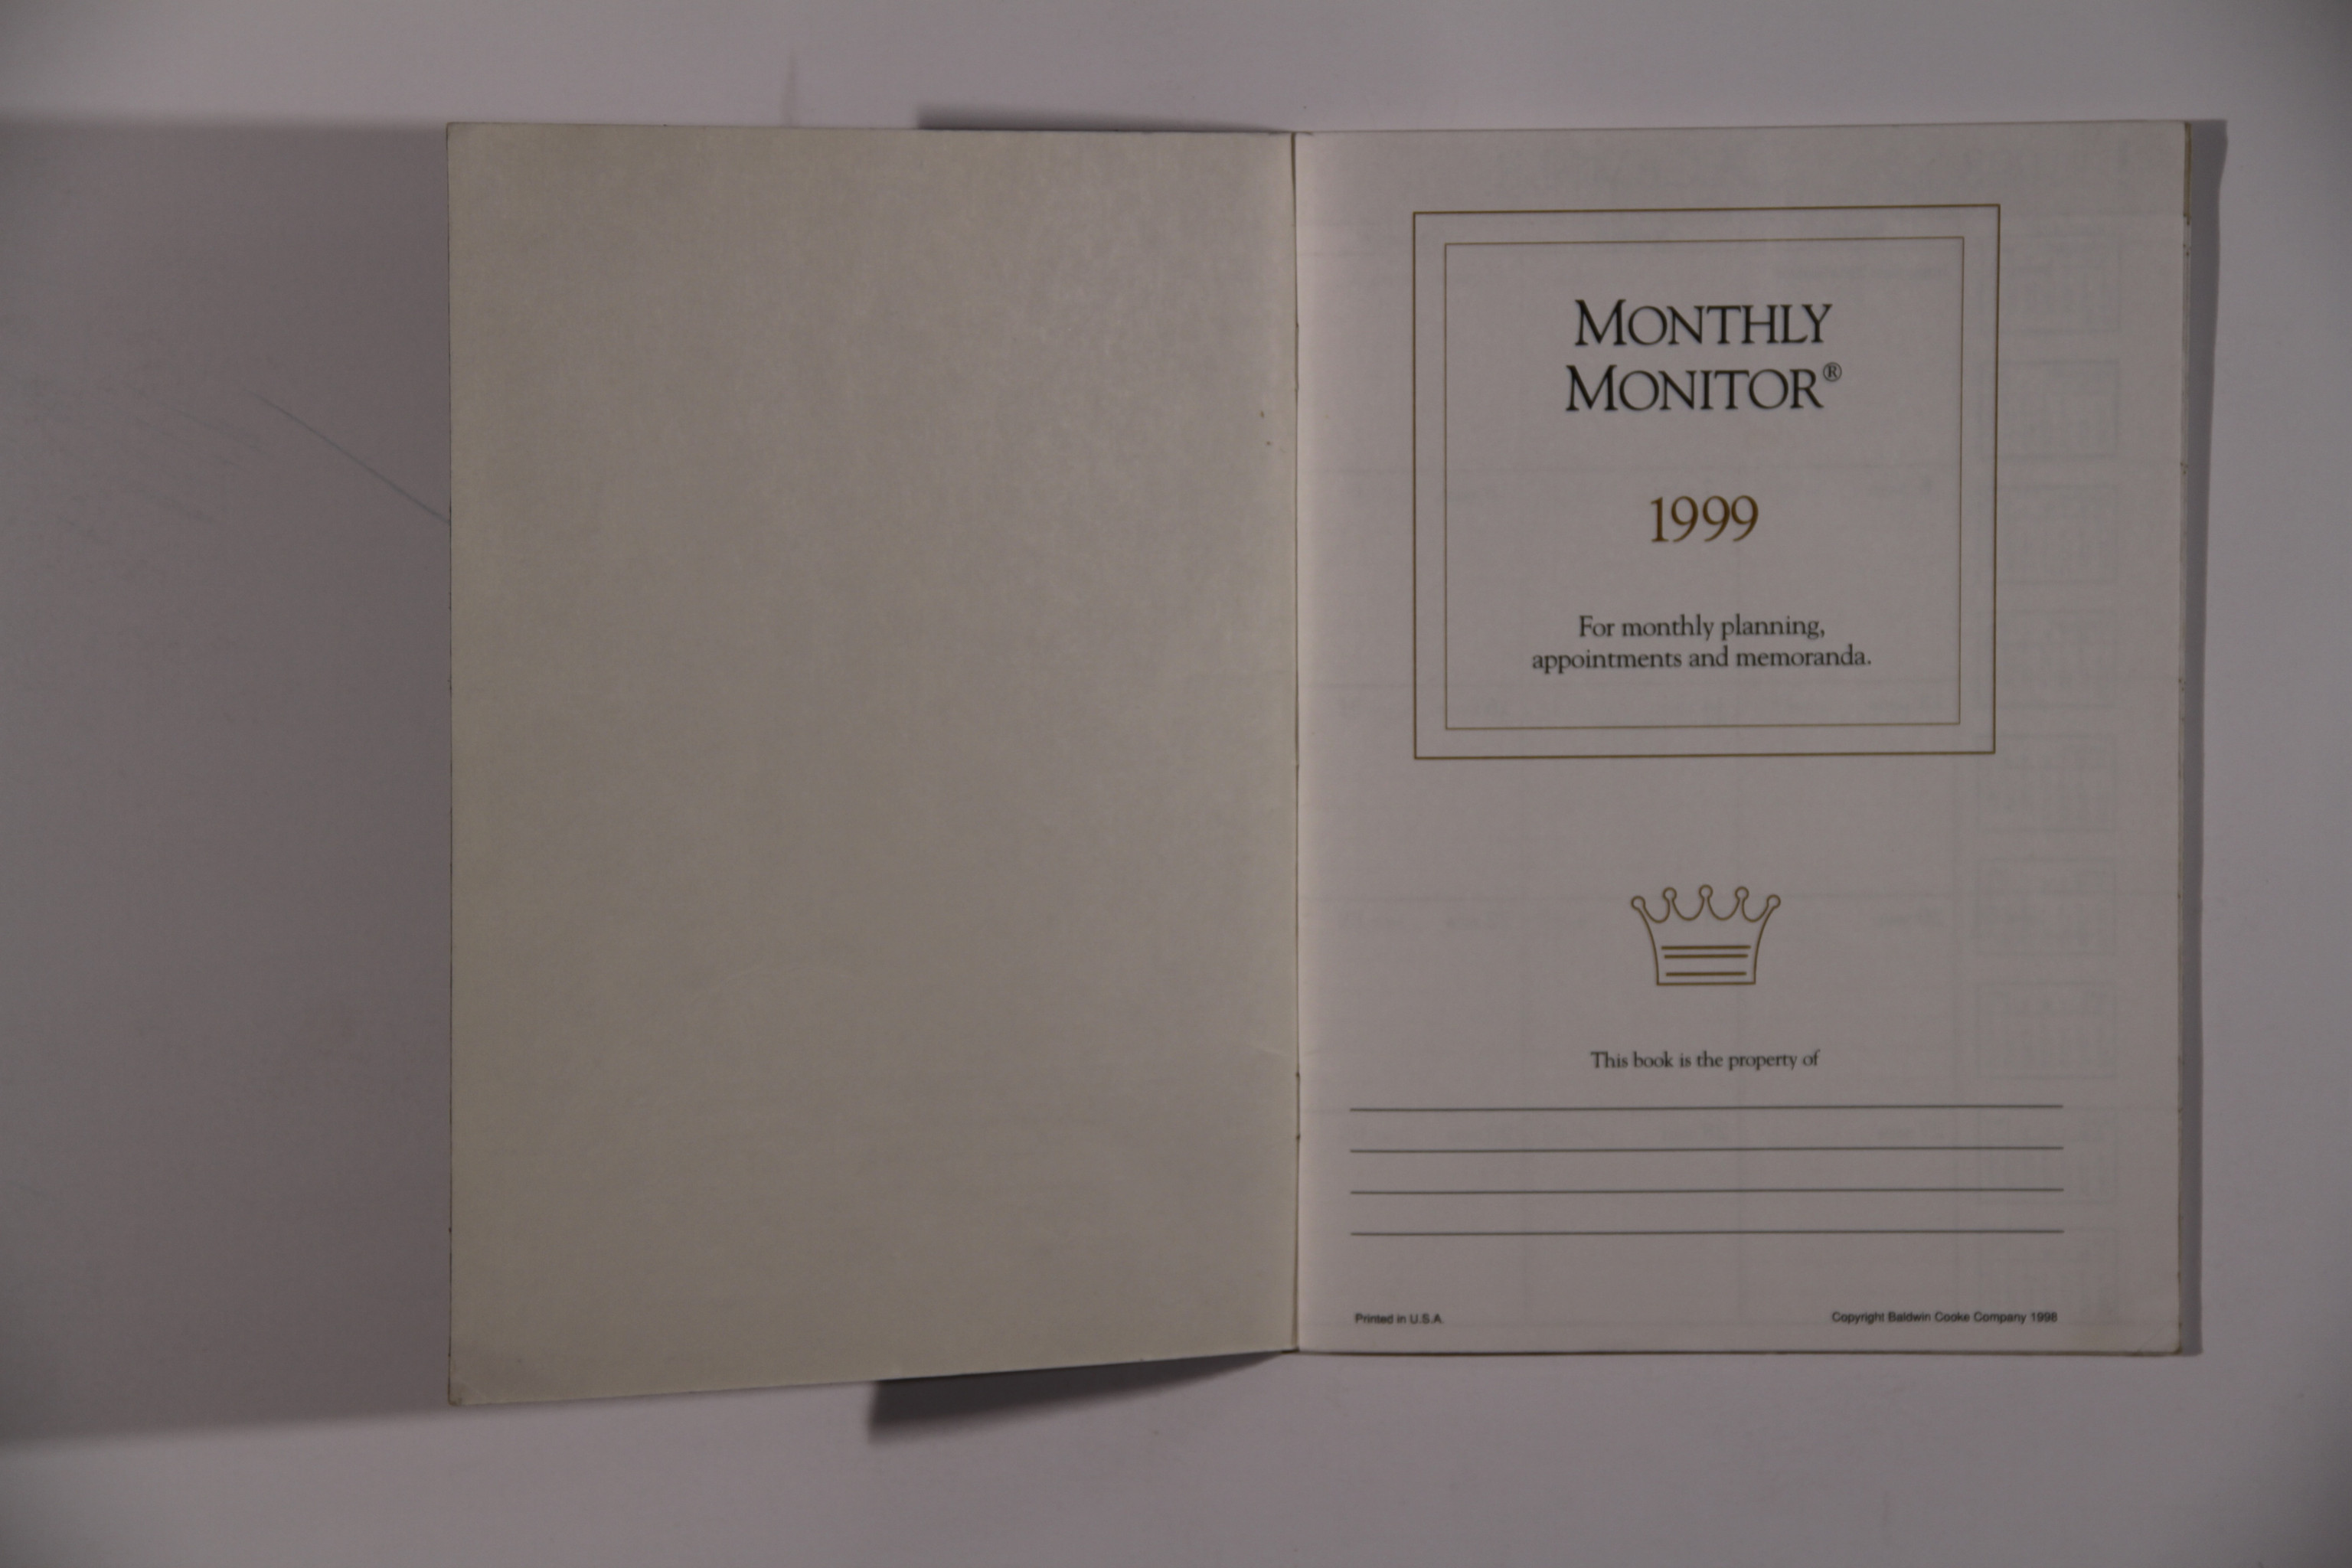 MONTHLY
MONITOR®
1999
For monthly planning,
appointments and memoranda.
This book is the property of
Printed in U.S.A.
Copyright Baldwin Cooke Company 1998